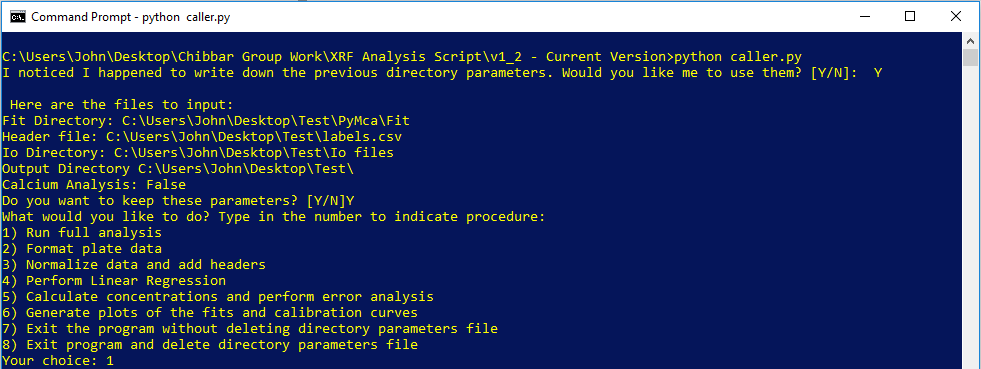 Command Prompt - python  caller.py
C:\Users\John\Desktop\Chibbar Group Work\XRF Analysis Script\v1_2 - Current Version>python caller.py
I noticed I happened to write down the previous directory parameters. Would you like me to use them? [Y/N]:  Y
Here are the files to input:
Fit Directory: C:\Users\John\Desktop\Test\PyMca\Fit
Header file: C:\Users\John\Desktop\Test\labels.csv
Io Directory: C:\Users\John\Desktop\Test\Io files
Output Directory C:\Users\John\Desktop\Test\
Calcium Analysis: False
Do you want to keep these parameters? [Y/N]Y
What would you like to do? Type in the number to indicate procedure:
1) Run full analysis
2) Format plate data
3) Normalize data and add headers
4) Perform Linear Regression
5) Calculate concentrations and perform error analysis
6) Generate plots of the fits and calibration curves
7) Exit the program without deleting directory parameters file
8) Exit program and delete directory parameters file
Your choice: 1